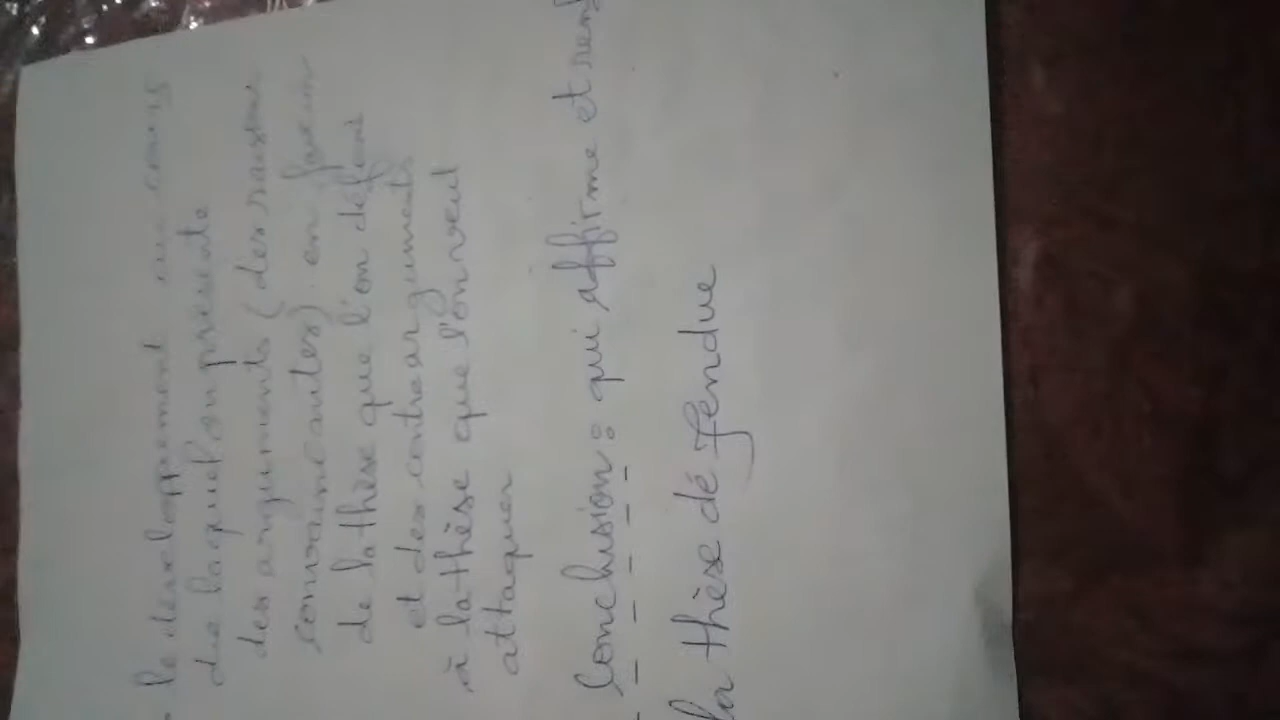 le développement au cours
de laquelle on présente
des arguments (des raisons
convaincantes) en faveur
de la thèse que l'on défend
et des contre arguments
à la thèse que l'on veut
attaquer
Conclusion : qui affirme et
la thèse défendue